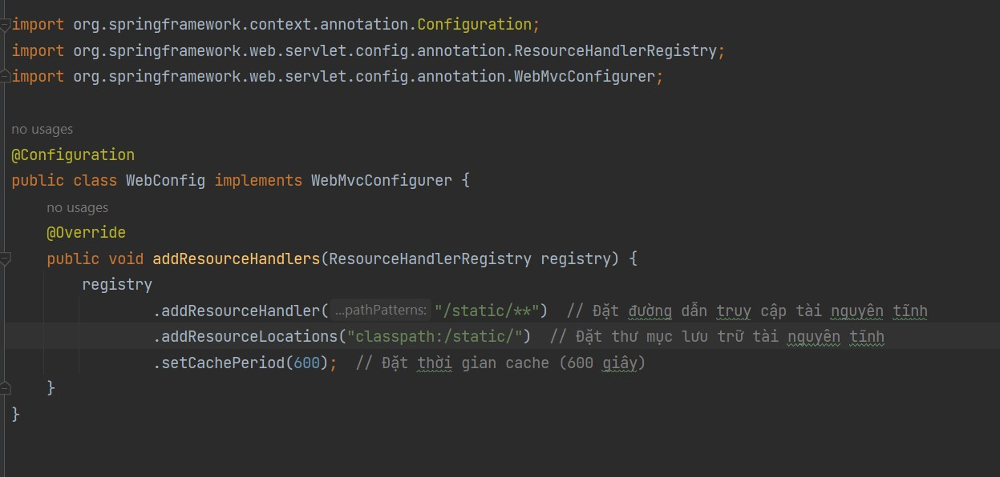 import org.springframework.context.annotation.Configuration;
import org.springframework.web.servlet.config.annotation.ResourceHandlerRegistry;
import org.springframework.web.servlet.config.annotation.WebMvcConfigurer;
no usages
@Configuration
public class WebConfig implements WebMvcConfigurer {
no usages
@Override
public void addResourceHandlers(ResourceHandlerRegistry registry) {
registry
.addResourceHandler( ...pathPatterns: "/static/**")  // Đặt đường dẫn truy cập tài nguyên tĩnh
.addResourceLocations("classpath:/static/")  // Đặt thư mục lưu trữ tài nguyên tĩnh
.setCachePeriod(600);  // Đặt thời gian cache (600 giây)
}
}